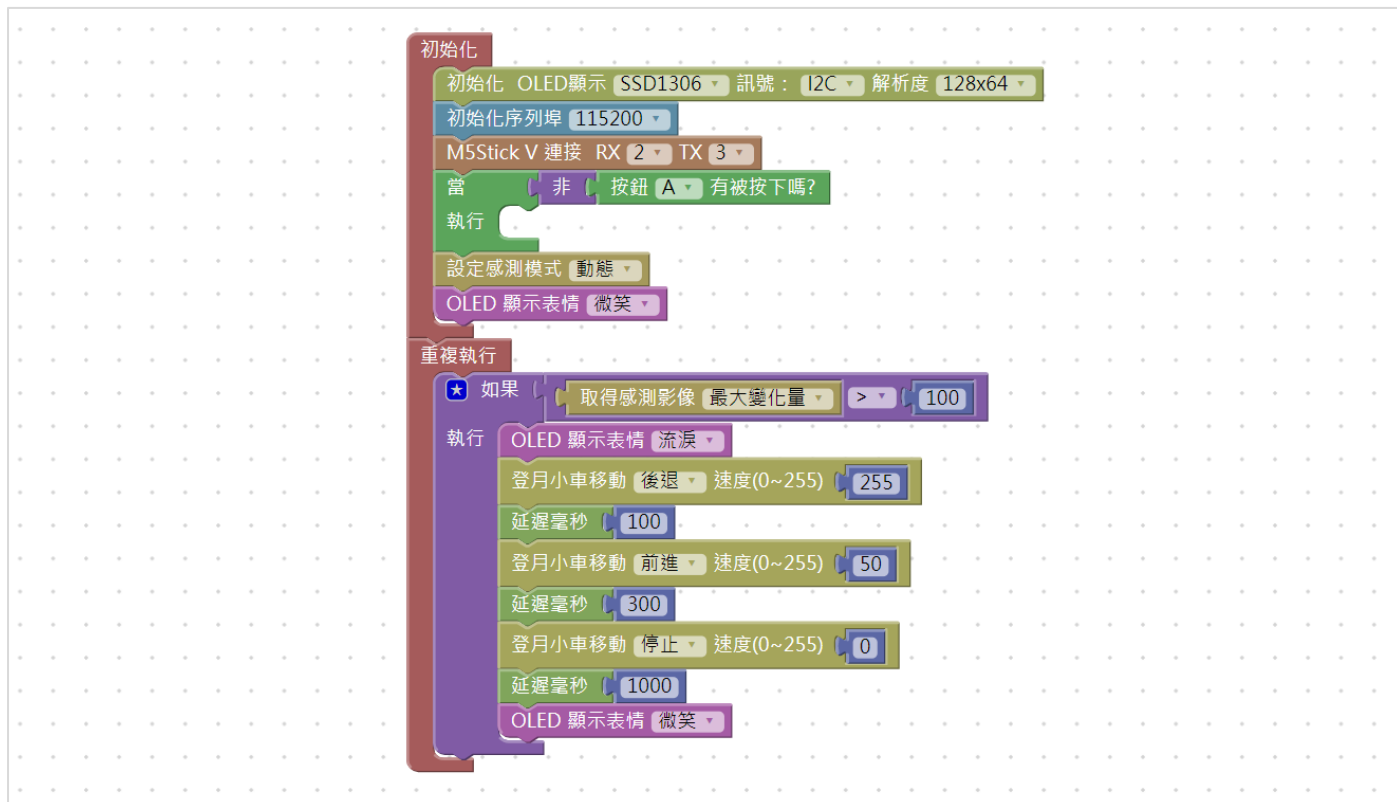 初始化
初始化 OLED顯示 SSD1306 訊號： I2C 解析度 128x64
初始化序列埠 115200
M5Stick V 連接 RX 2 TX 3
當 非 按鈕 A 有被按下嗎?
執行
設定感測模式 動態
OLED 顯示表情 微笑
重複執行
如果 取得感測影像 最大變化量 > 100
執行 OLED 顯示表情 流淚
登月小車移動 後退 速度(0~255) 255
延遲毫秒 100
登月小車移動 前進 速度(0~255) 50
延遲毫秒 300
登月小車移動 停止 速度(0~255) 0
延遲毫秒 1000
OLED 顯示表情 微笑